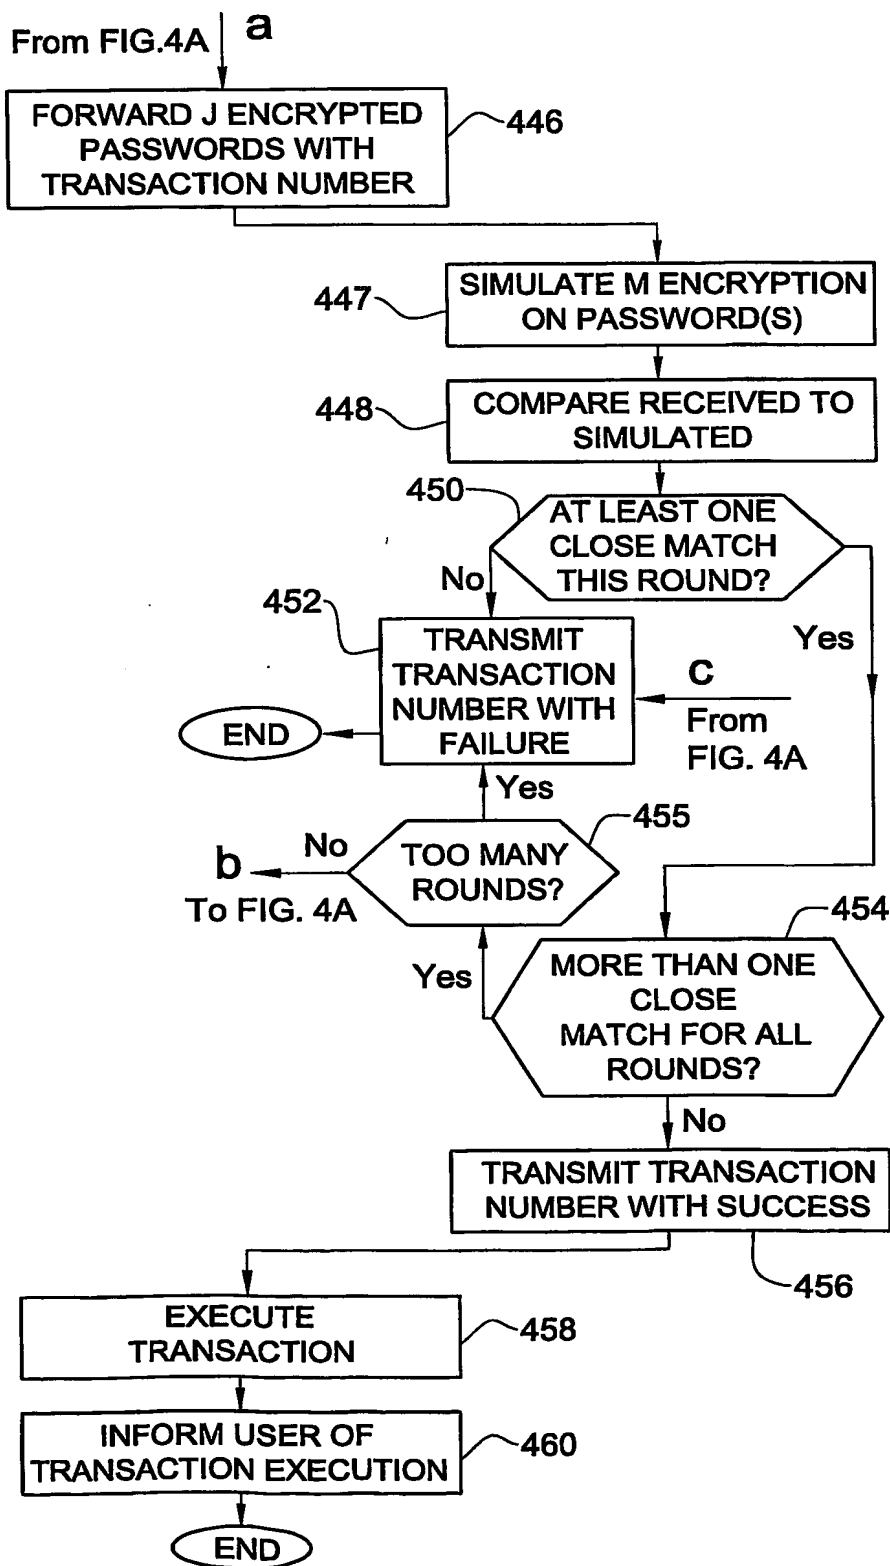 From FIG.4A
a
FORWARD J ENCRYPTED
PASSWORDS WITH
TRANSACTION NUMBER
446
SIMULATE M ENCRYPTION
ON PASSWORD(S)
447
COMPARE RECEIVED TO
SIMULATED
448
450
AT LEAST ONE
CLOSE MATCH
THIS ROUND?
No
Yes
452
TRANSMIT
TRANSACTION
NUMBER WITH
FAILURE
C
From
FIG. 4A
END
Yes
455
TOO MANY
ROUNDS?
No
b
To FIG. 4A
454
MORE THAN ONE
CLOSE
MATCH FOR ALL
ROUNDS?
Yes
No
TRANSMIT TRANSACTION
NUMBER WITH SUCCESS
456
EXECUTE
TRANSACTION
458
INFORM USER OF
TRANSACTION EXECUTION
460
END